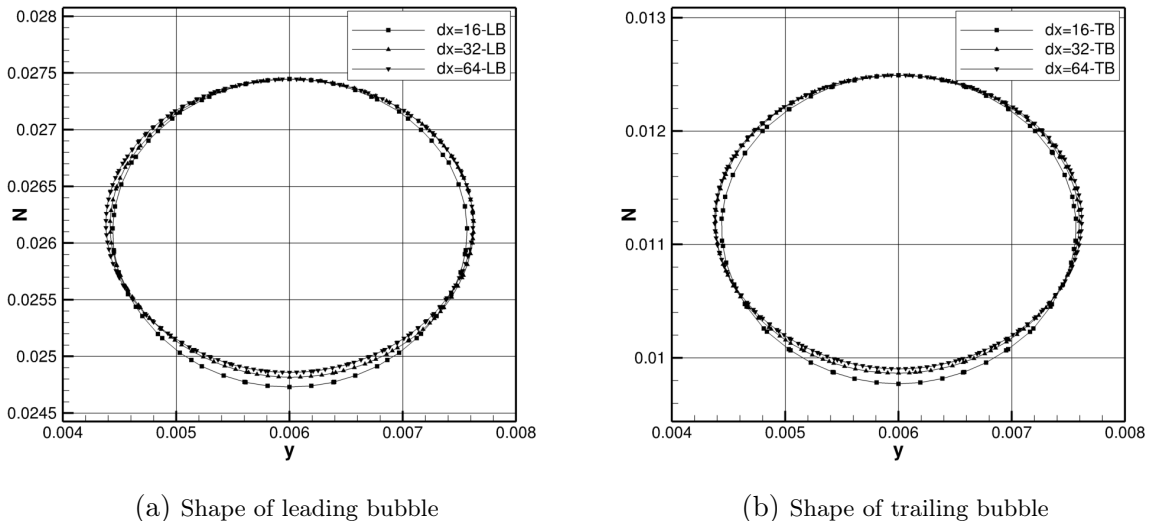 0.028
0.0275
0.027
0.0265
0.026
0.0255
0.025
0.0245
N
0.004
0.005
0.006
0.007
0.008
y
dx=16-LB
dx=32-LB
dx=64-LB
(a) Shape of leading bubble
0.013
0.012
0.011
0.01
N
0.004
0.005
0.006
0.007
0.008
y
dx=16-TB
dx=32-TB
dx=64-TB
(b) Shape of trailing bubble